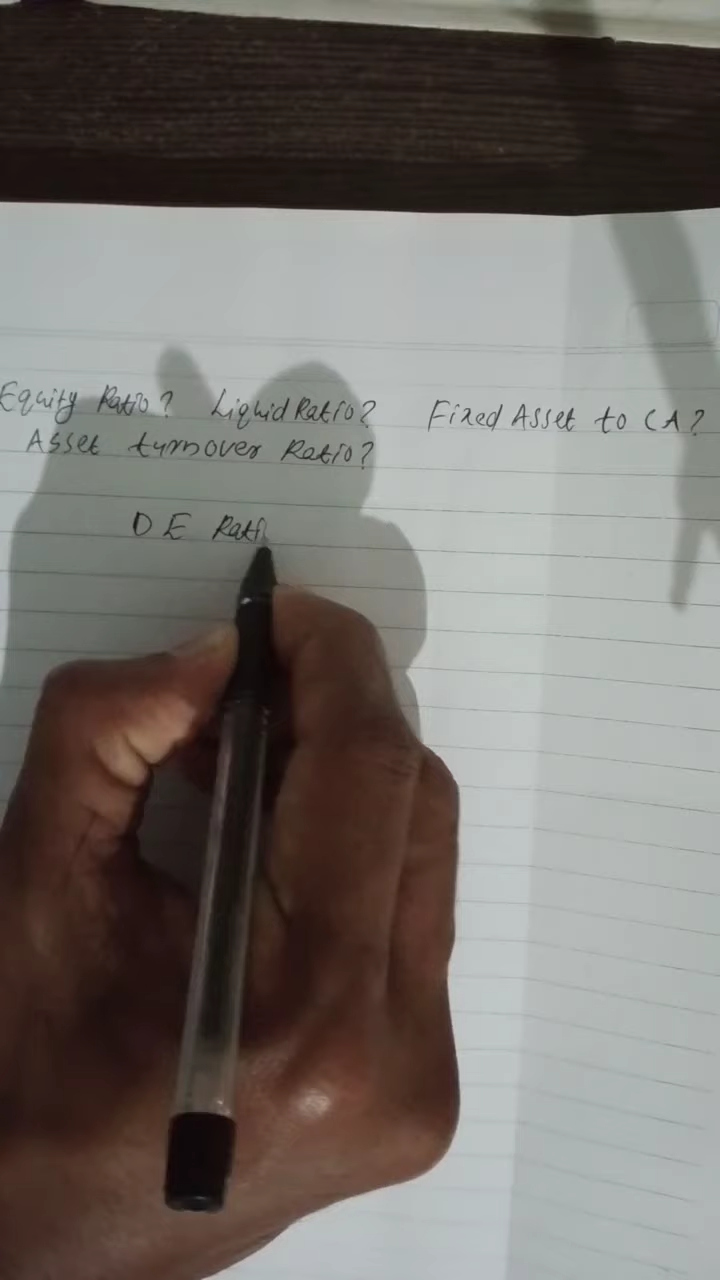 Equity Ratio? Liquid Ratio? Fixed Asset to CA?
Asset turnover Ratio?
D E Rati